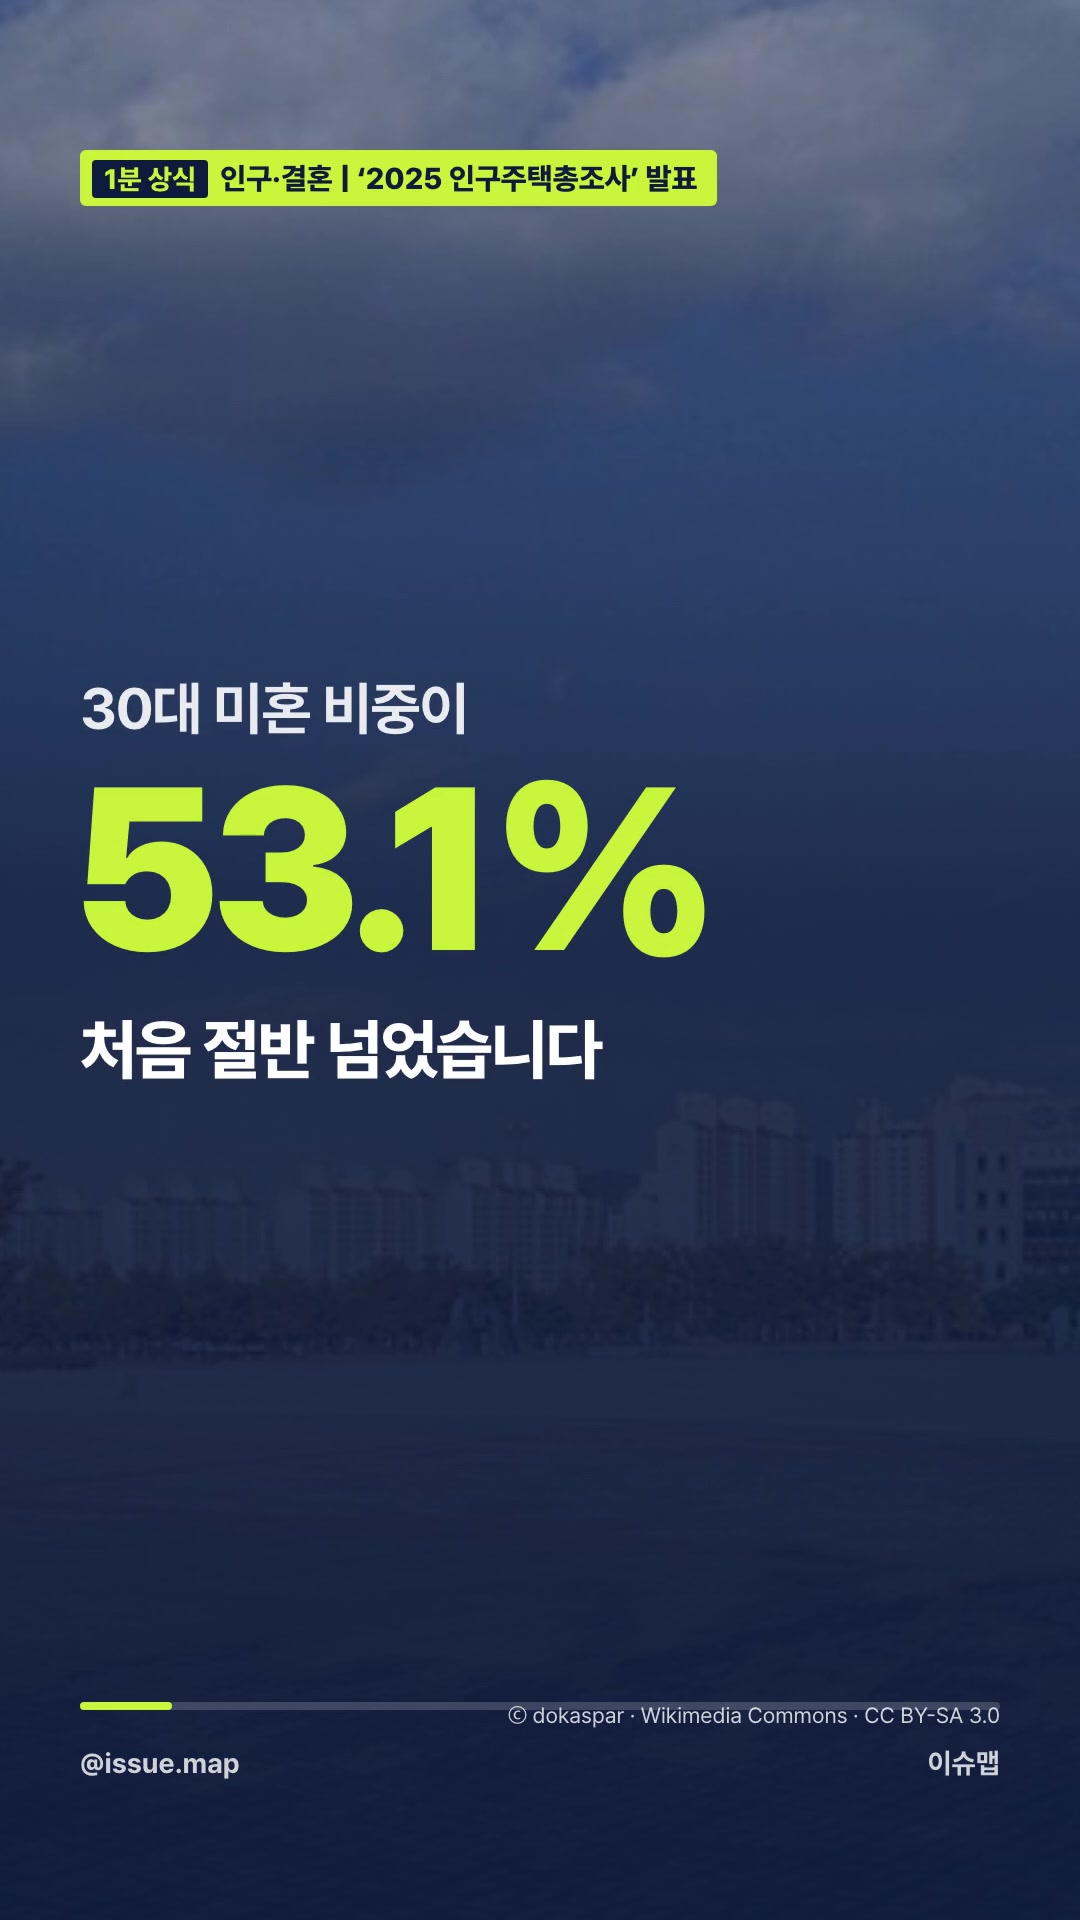 1분 상식 인구·결혼 | ‘2025 인구주택총조사’ 발표
30대 미혼 비중이
53.1%
처음 절반 넘었습니다
© dokaspar · Wikimedia Commons · CC BY-SA 3.0
@issue.map 이슈맵